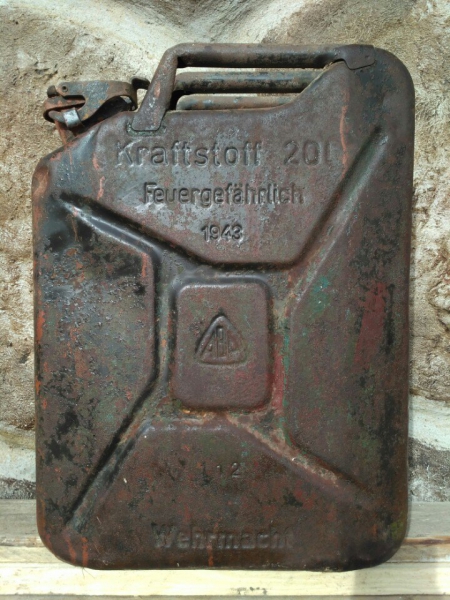 Kraftstoff 20l
Feuergefährlich
1943
Wehrmacht